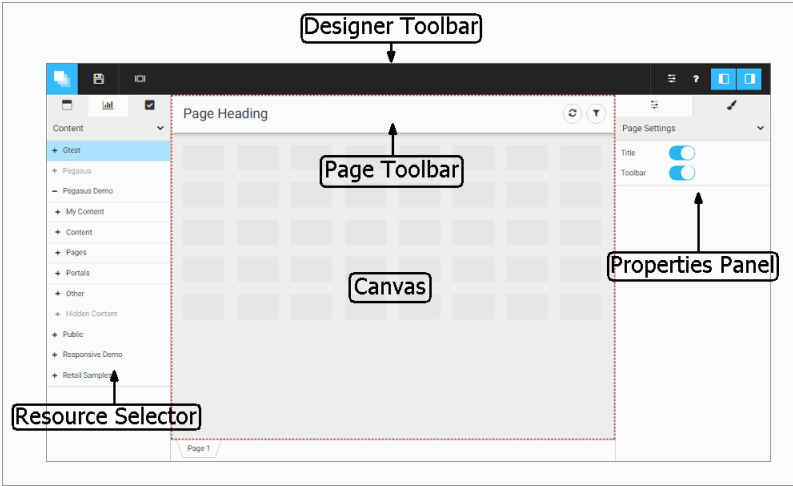 Designer Toolbar
?
Page Heading
Content
Page Settings
+ Gtest
Page Toolbar
Title
+ Pegasus
Toolbar
− Pegasus Demo
+ My Content
+ Content
+ Pages
Properties Panel
+ Portals
Canvas
+ Other
+ Hidden Content
+ Public
+ Responsive Demo
+ Retail Samples
Resource Selector
Page 1